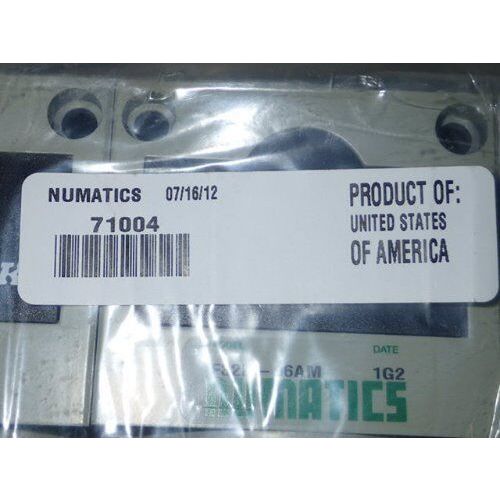 NUMATICS 07/16/12
71004
PRODUCT OF:
UNITED STATES
OF AMERICA
DATE
1G2
NUMATICS